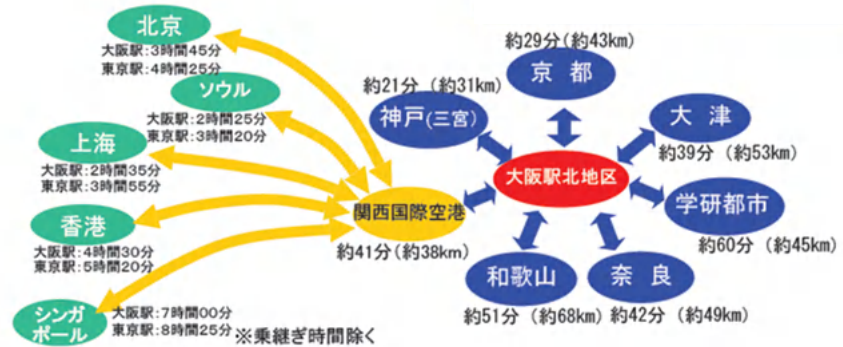 北京
大阪駅:3時間45分
東京駅:4時間25分
ソウル
大阪駅:2時間25分
東京駅:3時間20分
上海
大阪駅:2時間35分
東京駅:3時間55分
香港
大阪駅:4時間30分
東京駅:5時間20分
シンガ
ポール
大阪駅:7時間00分
東京駅:8時間25分
※乗継ぎ時間除く
関西国際空港
約41分(約38km)
約21分 (約31km)
神戸(三宮)
約29分(約43km)
京 都
大 津
約39分 (約53km)
大阪駅北地区
学研都市
約60分 (約45km)
和歌山
約51分 (約68km)
奈 良
約42分 (約49km)